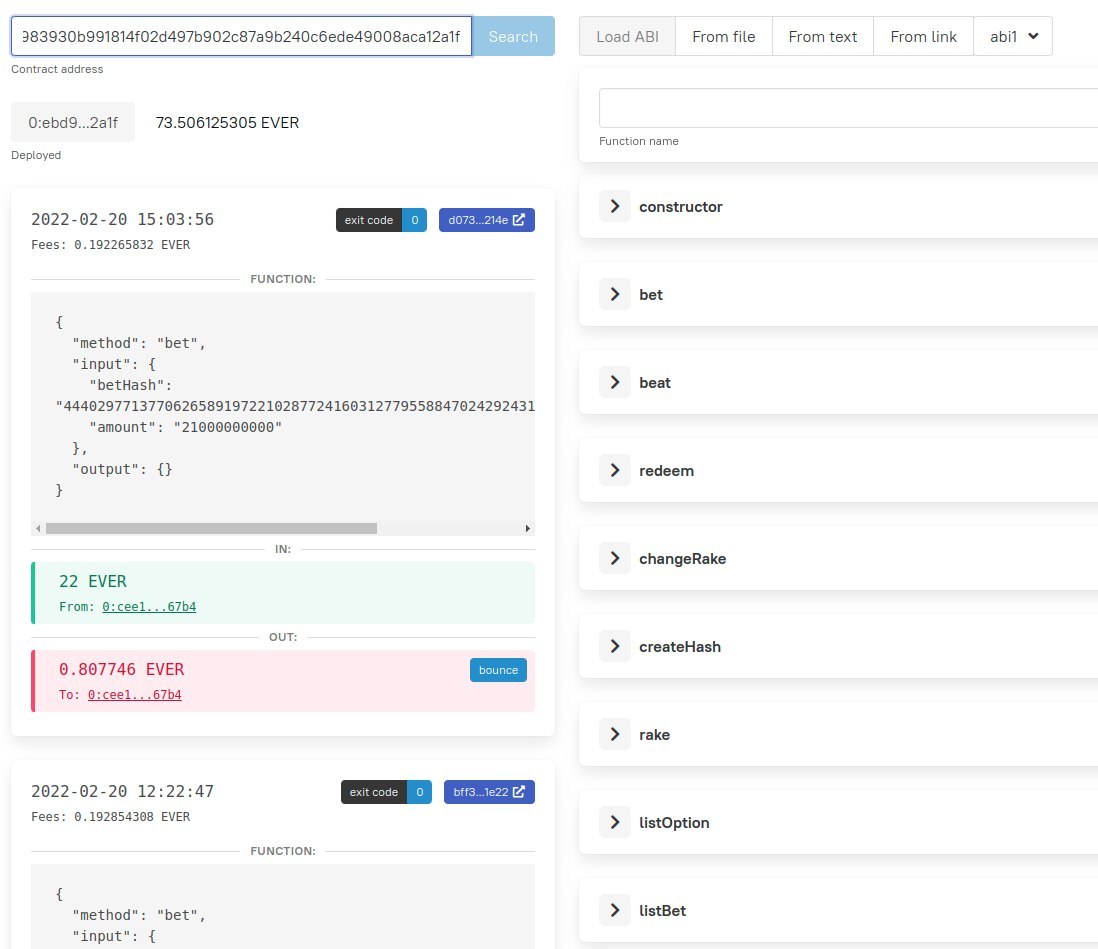 983930b991814f02d497b902c87a9b240c6ede49008aca12a1f Search
Contract address
0:ebd9...2a1f 73.506125305 EVER
Deployed
2022-02-20 15:03:56 exit code 0 d073...214e
Fees: 0.192265832 EVER
FUNCTION:
{
"method": "bet",
"input": {
"betHash":
"44402977137706265891972210287724160312779558847024292431
"amount": "21000000000"
},
"output": {}
}
IN:
22 EVER
From: 0:cee1...67b4
OUT:
0.807746 EVER bounce
To: 0:cee1...67b4
2022-02-20 12:22:47 exit code 0 bff3...1e22
Fees: 0.192854308 EVER
FUNCTION:
{
"method": "bet",
"input": {
Load ABI From file From text From link abi1
Function name
constructor
bet
beat
redeem
changeRake
createHash
rake
listOption
listBet